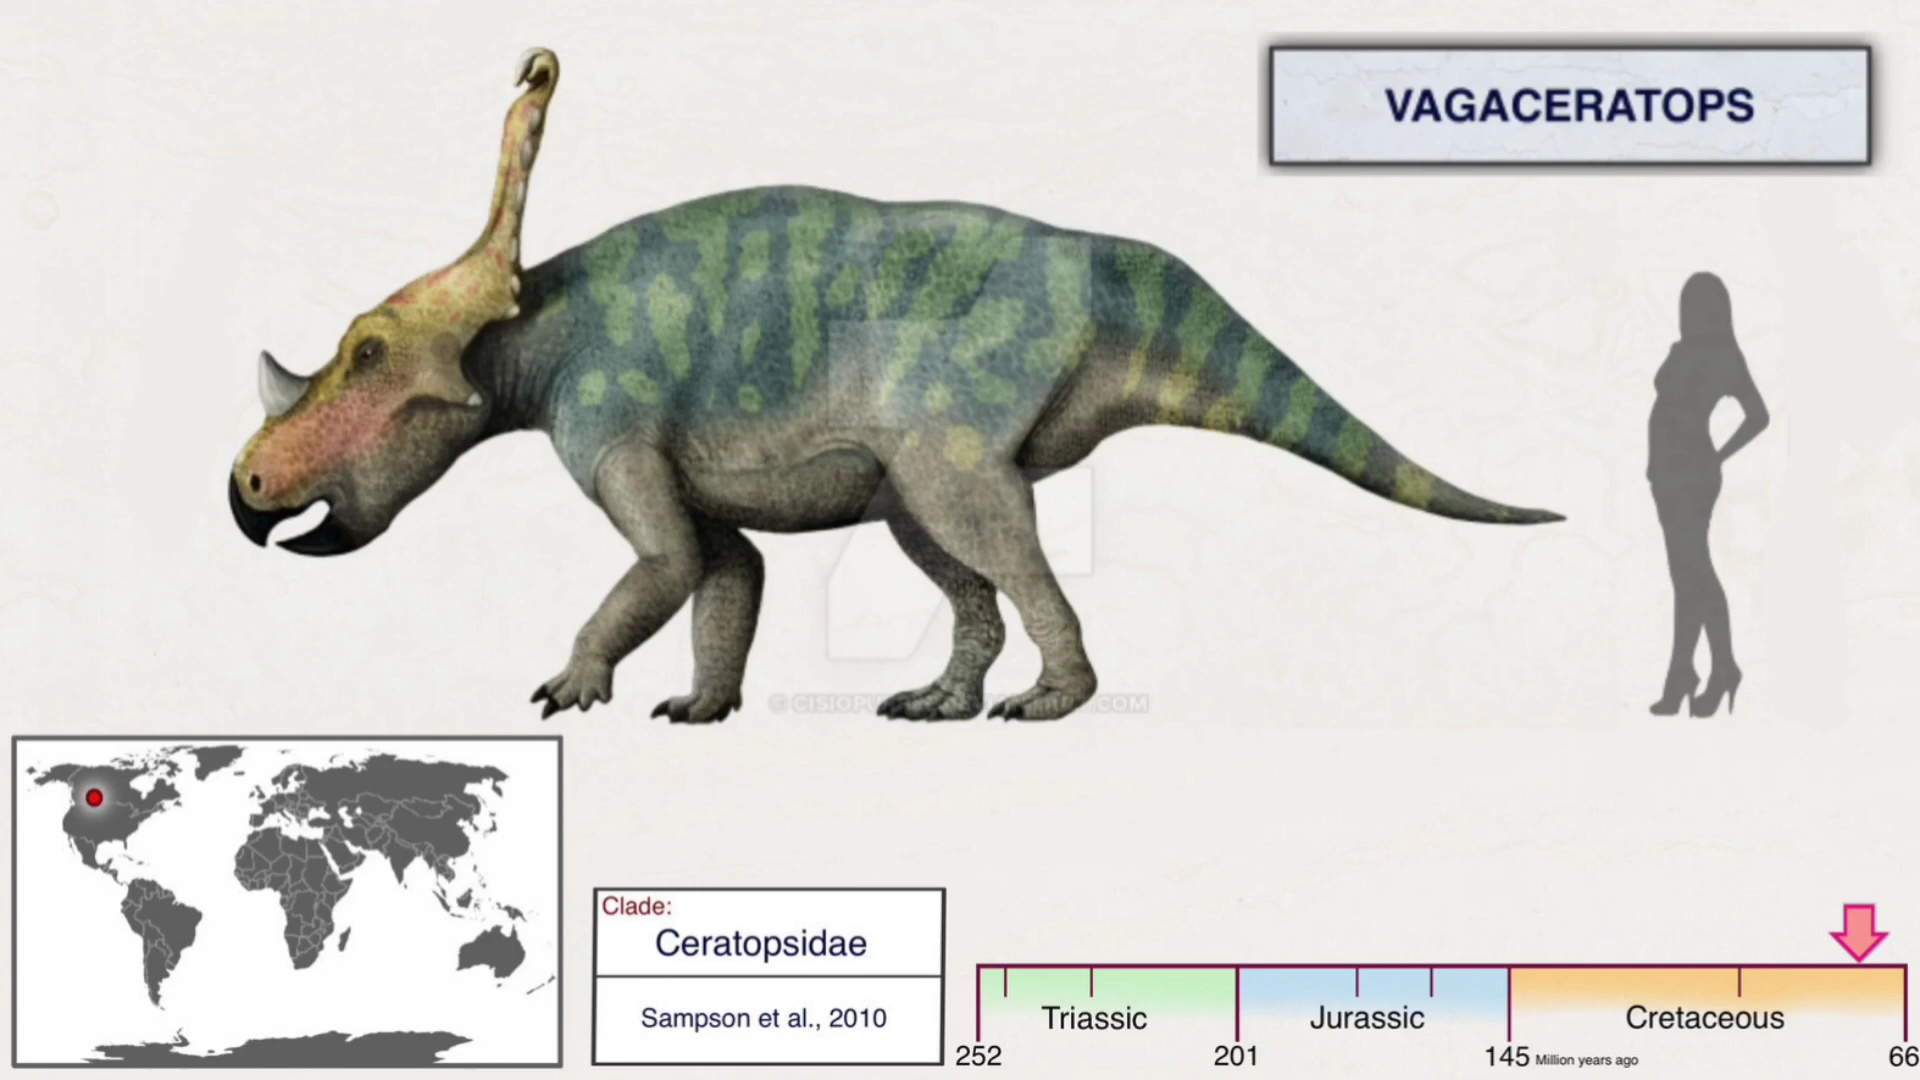 VAGACERATOPS
Clade:
Ceratopsidae
Sampson et al., 2010
Triassic
Jurassic
Cretaceous
252
201
145 Million years ago
66